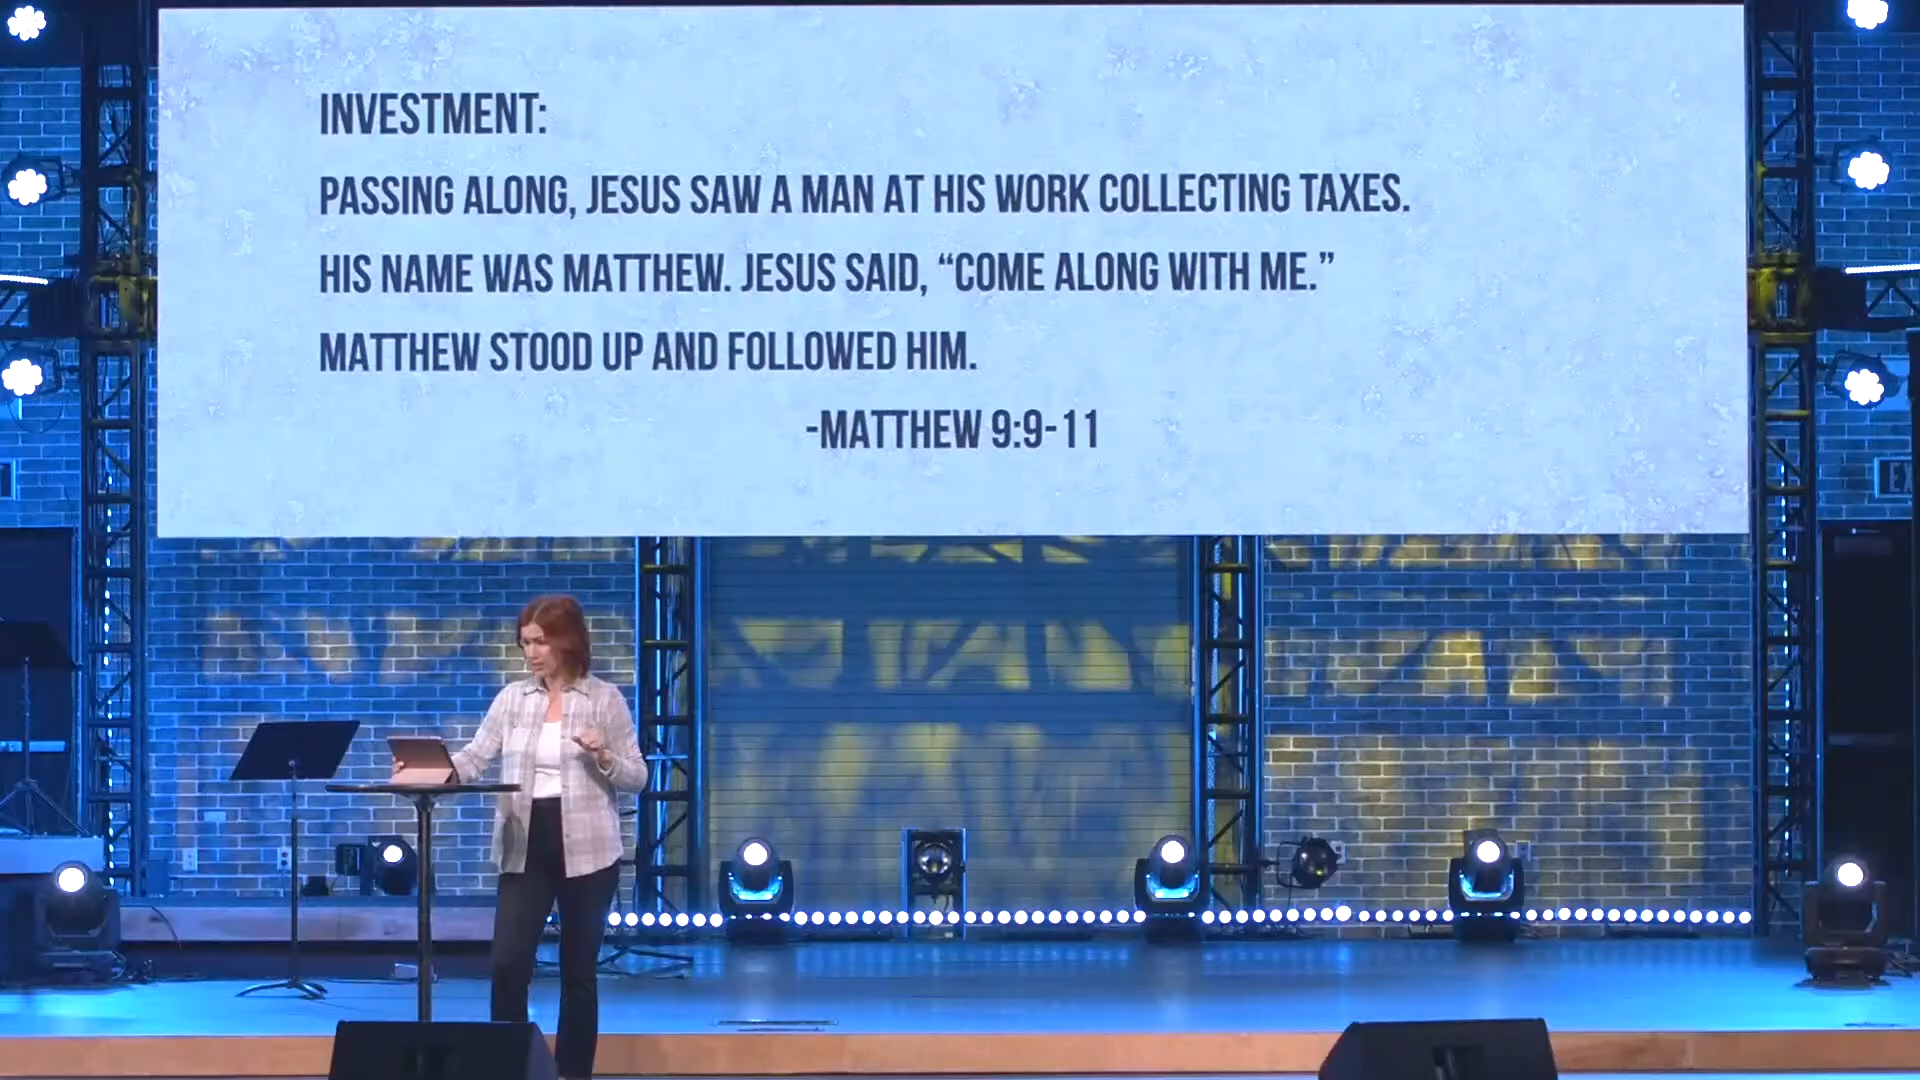 INVESTMENT:
PASSING ALONG, JESUS SAW A MAN AT HIS WORK COLLECTING TAXES.
HIS NAME WAS MATTHEW. JESUS SAID, “COME ALONG WITH ME.”
MATTHEW STOOD UP AND FOLLOWED HIM.
-MATTHEW 9:9-11